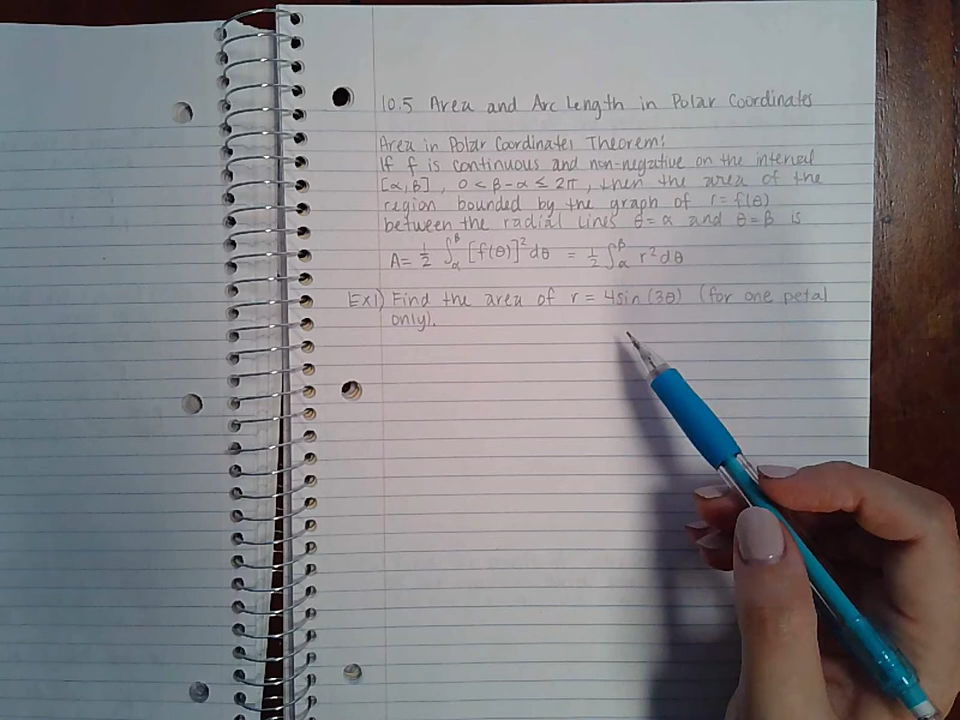 10.5 Area and Arc Length in Polar Coordinates
Area in Polar Coordinates Theorem:
If f is continuous and non-negative on the interval
[α,β], 0 < β-α ≤ 2π, then the area of the
region bounded by the graph of r=f(θ)
between the radial lines θ=α and θ=β is
A= 1/2 ∫_α^β [f(θ)]² dθ = 1/2 ∫_α^β r² dθ
Ex1) Find the area of r = 4sin(3θ) (for one petal
only).